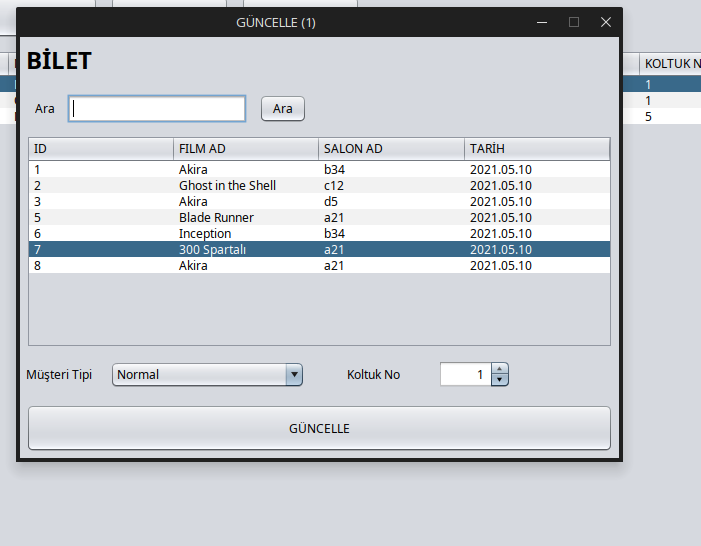 GÜNCELLE (1)
BİLET
KOLTUK N
1
1
5
Ara Ara
ID FILM AD SALON AD TARİH
1 Akira b34 2021.05.10
2 Ghost in the Shell c12 2021.05.10
3 Akira d5 2021.05.10
5 Blade Runner a21 2021.05.10
6 Inception b34 2021.05.10
7 300 Spartalı a21 2021.05.10
8 Akira a21 2021.05.10
Müşteri Tipi Normal Koltuk No 1
GÜNCELLE